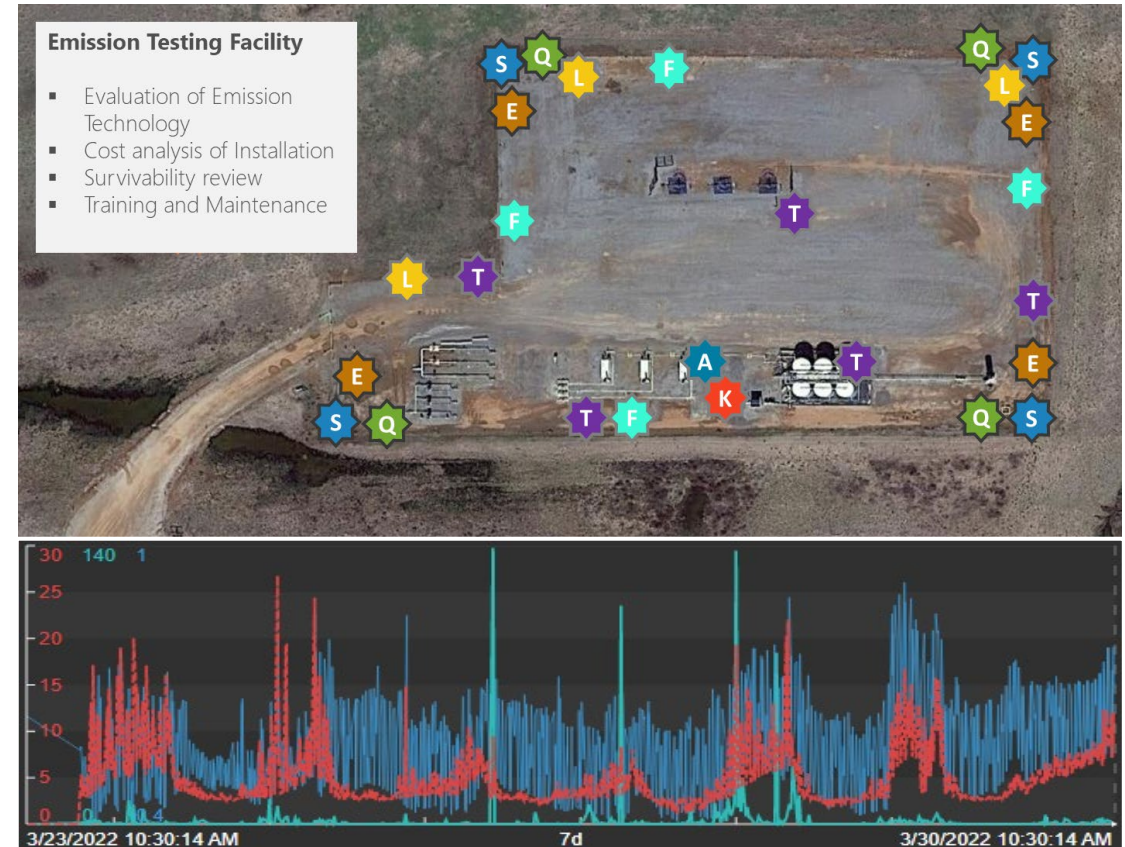 Emission Testing Facility
▪ Evaluation of Emission
Technology
▪ Cost analysis of Installation
▪ Survivability review
▪ Training and Maintenance
S Q L F Q S
L
E E
F
T
F
L T
T
A T E
E K
S Q T F Q S
30 140 1
25
20
15
10
5
0 0
3/23/2022 10:30:14 AM 7d 3/30/2022 10:30:14 AM